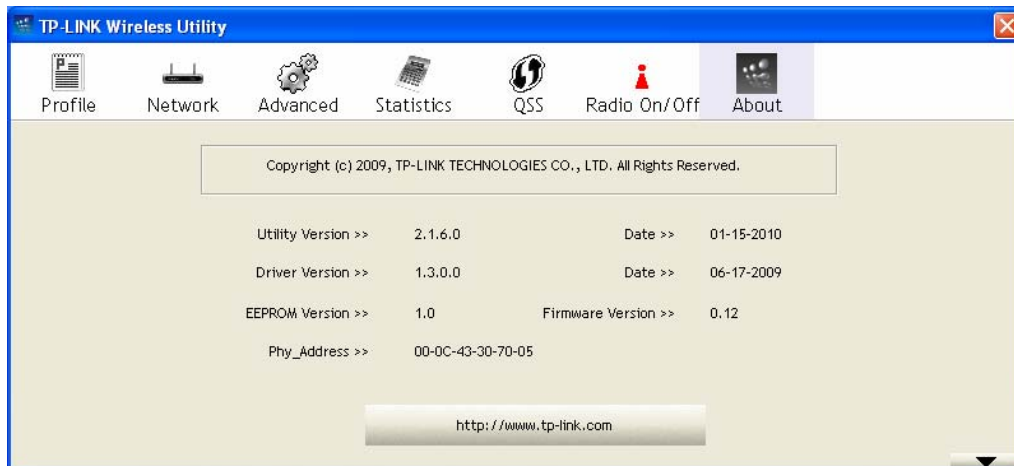 TP-LINK Wireless Utility
Profile Network Advanced Statistics QSS Radio On/Off About
Copyright (c) 2009, TP-LINK TECHNOLOGIES CO., LTD. All Rights Reserved.
Utility Version >> 2.1.6.0 Date >> 01-15-2010
Driver Version >> 1.3.0.0 Date >> 06-17-2009
EEPROM Version >> 1.0 Firmware Version >> 0.12
Phy_Address >> 00-0C-43-30-70-05
http://www.tp-link.com